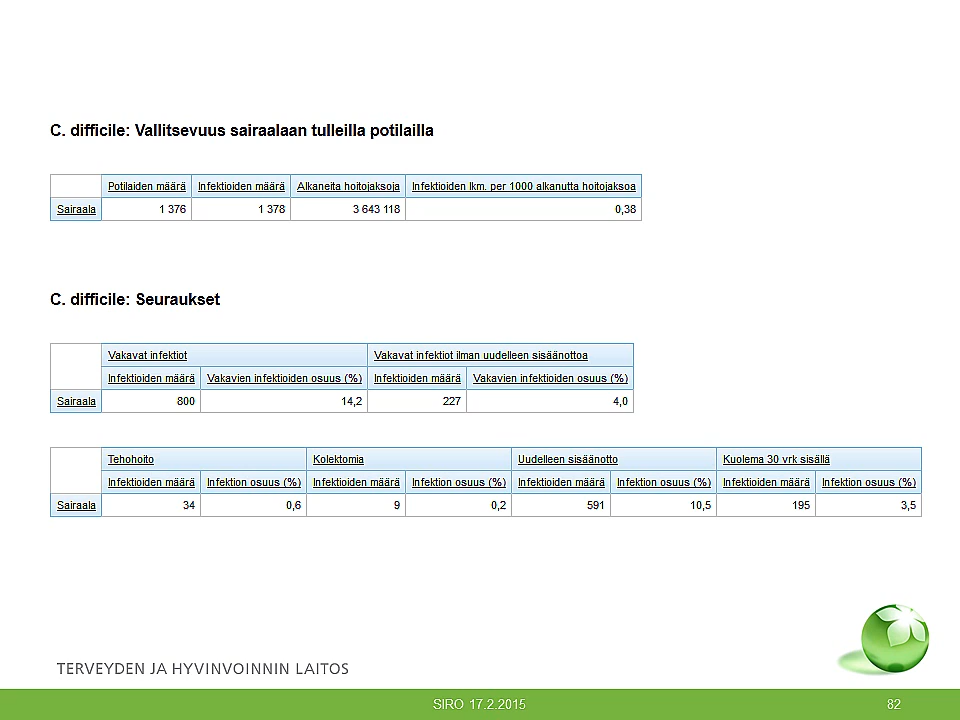 C. difficile: Vallitsevuus sairaalaan tulleilla potilailla
Potilaiden määrä Infektioiden määrä Alkaneita hoitojaksoja Infektioiden lkm. per 1000 alkanutta hoitojaksoa
Sairaala 1 376 1 378 3 643 118 0,38
C. difficile: Seuraukset
Vakavat infektiot Vakavat infektiot ilman uudelleen sisäänottoa
Infektioiden määrä Vakavien infektioiden osuus (%) Infektioiden määrä Vakavien infektioiden osuus (%)
Sairaala 800 14,2 227 4,0
Tehohoito Kolektomia Uudelleen sisäänotto Kuolema 30 vrk sisällä
Infektioiden määrä Infektion osuus (%) Infektioiden määrä Infektion osuus (%) Infektioiden määrä Infektion osuus (%) Infektioiden määrä Infektion osuus (%)
Sairaala 34 0,6 9 0,2 591 10,5 195 3,5
TERVEYDEN JA HYVINVOINNIN LAITOS
SIRO 17.2.2015 82